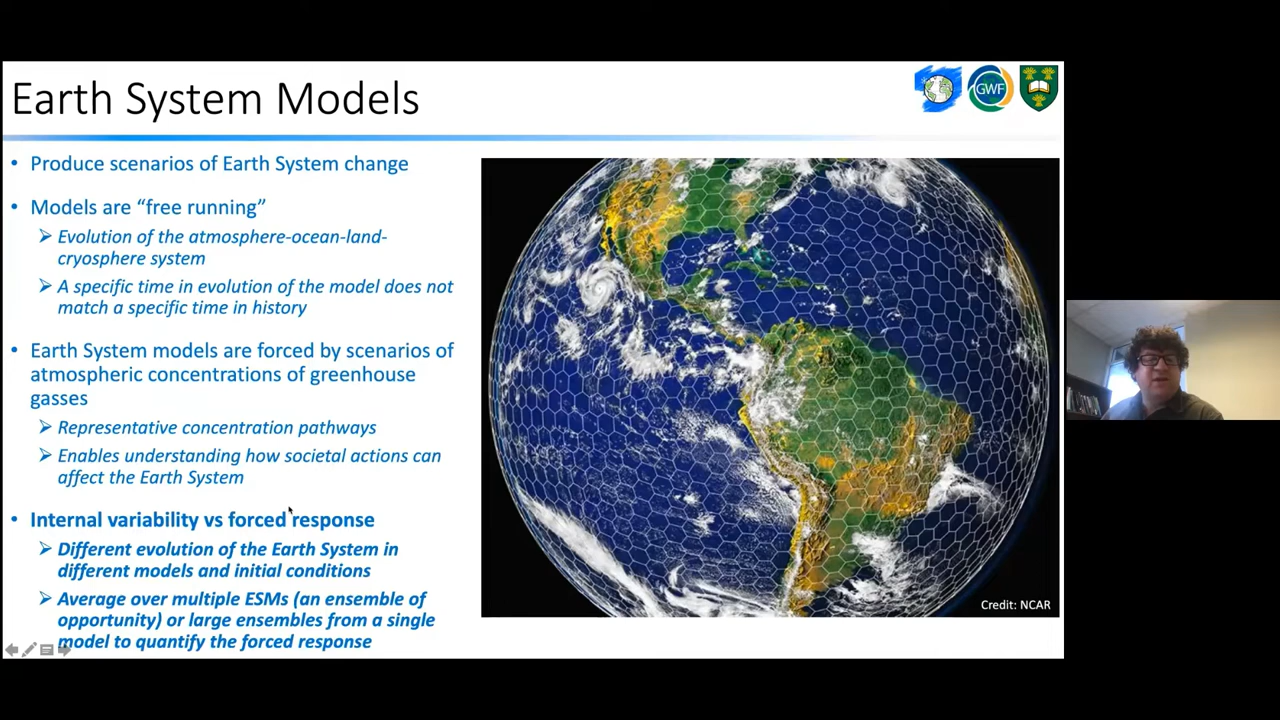 Earth System Models
GWF
• Produce scenarios of Earth System change
• Models are “free running”
➢ Evolution of the atmosphere-ocean-land-
cryosphere system
➢ A specific time in evolution of the model does not
match a specific time in history
• Earth System models are forced by scenarios of
atmospheric concentrations of greenhouse
gasses
➢ Representative concentration pathways
➢ Enables understanding how societal actions can
affect the Earth System
• Internal variability vs forced response
➢ Different evolution of the Earth System in
different models and initial conditions
➢ Average over multiple ESMs (an ensemble of
opportunity) or large ensembles from a single
model to quantify the forced response
Credit: NCAR